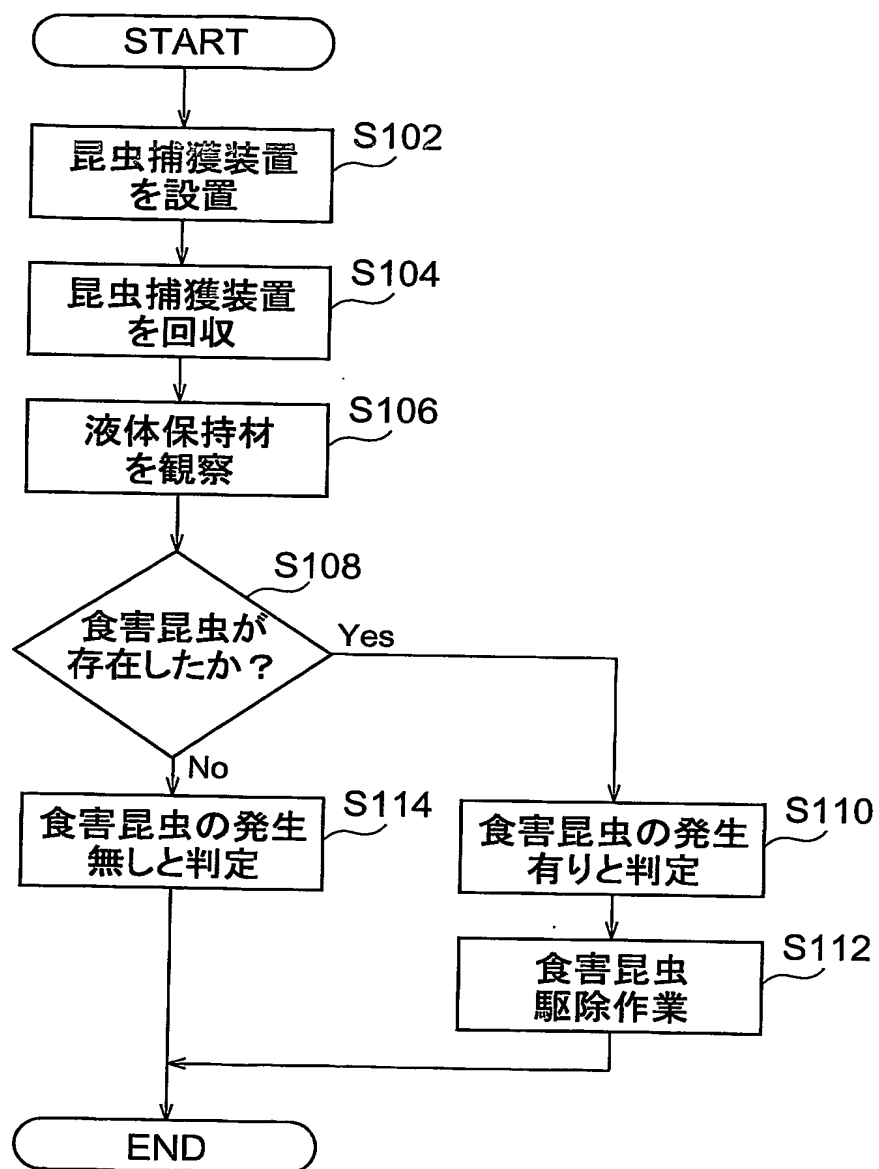 START
S102
昆虫捕獲装置
を設置
S104
昆虫捕獲装置
を回収
S106
液体保持材
を観察
S108
食害昆虫が
存在したか?
Yes
No
S114
食害昆虫の発生
無しと判定
S110
食害昆虫の発生
有りと判定
S112
食害昆虫
駆除作業
END